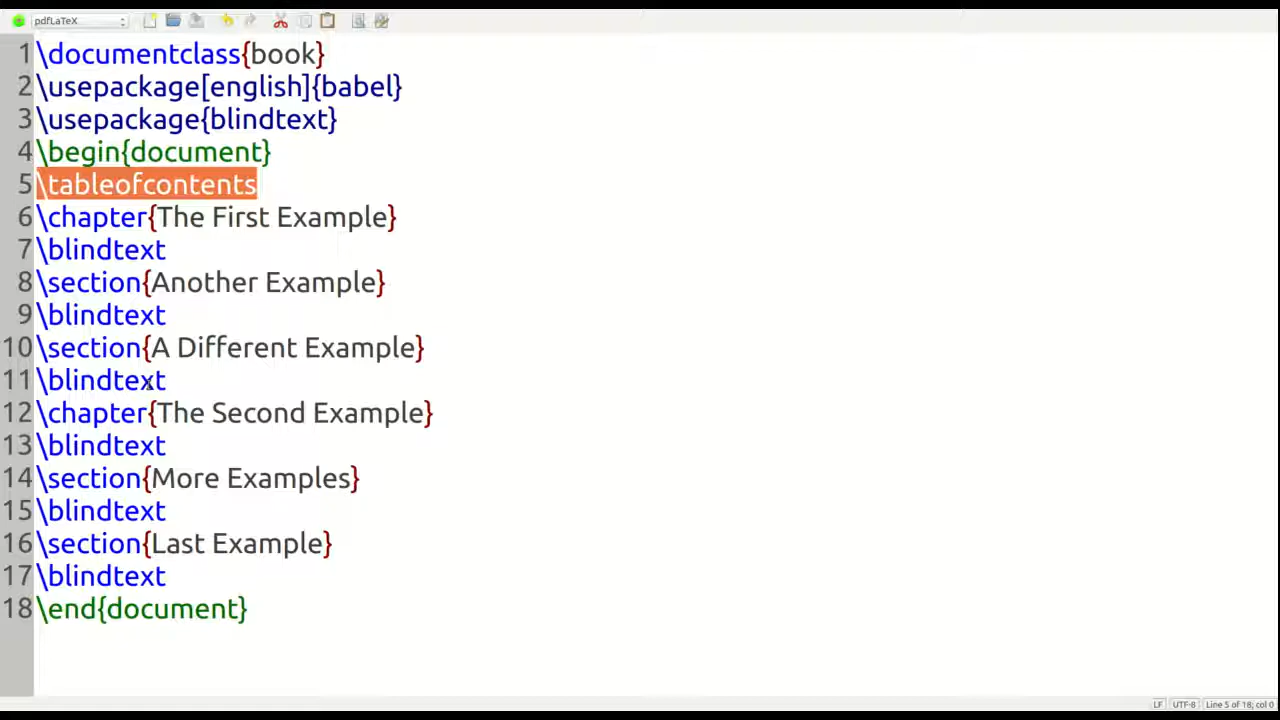 pdfLaTeX
1 \documentclass{book}
2 \usepackage[english]{babel}
3 \usepackage{blindtext}
4 \begin{document}
5 \tableofcontents
6 \chapter{The First Example}
7 \blindtext
8 \section{Another Example}
9 \blindtext
10 \section{A Different Example}
11 \blindtext
12 \chapter{The Second Example}
13 \blindtext
14 \section{More Examples}
15 \blindtext
16 \section{Last Example}
17 \blindtext
18 \end{document}
LF UTF-8 Line 5 of 18; col 0